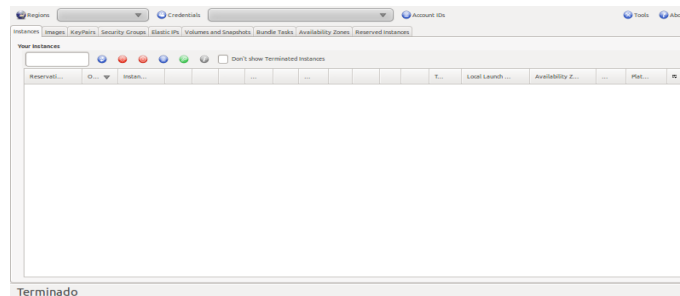 Regions Credentials Account IDs Tools Abo
Instances Images KeyPairs Security Groups Elastic IPs Volumes and Snapshots Bundle Tasks Availability Zones Reserved Instances
Your Instances
Don't show Terminated Instances
Reservati... O... Instan... ... ... T... Local Launch ... Availability Z... ... Plat...
Terminado